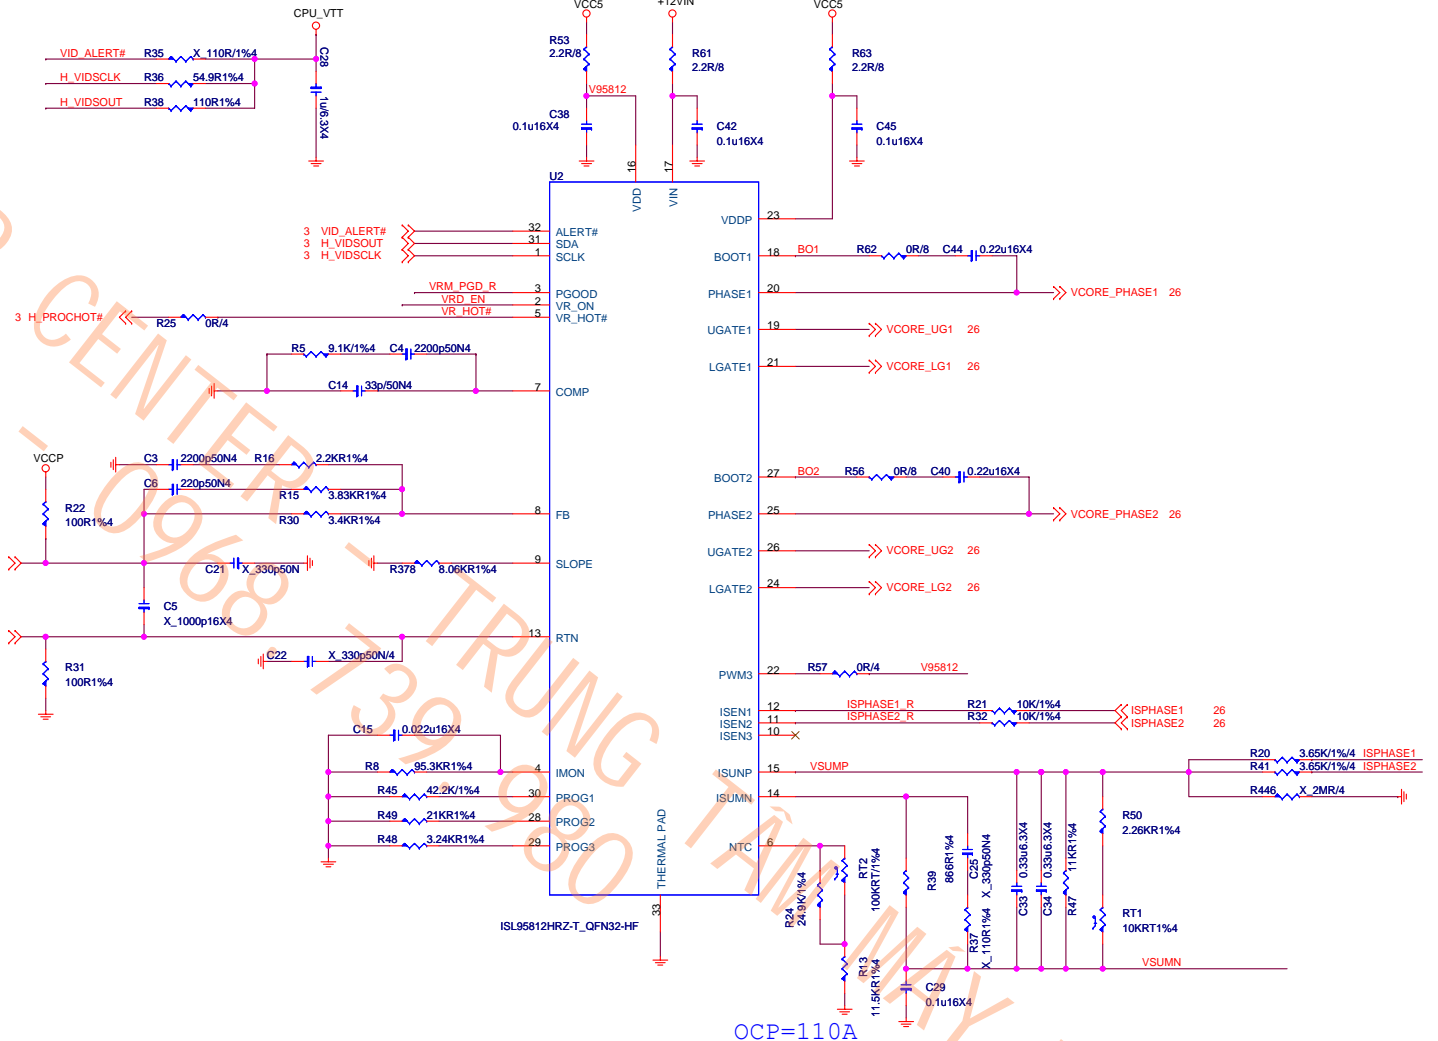 CPU_VTT
VCC5
+12VIN
VCC5
VID_ALERT# R35 X_110R/1%4
H_VIDSCLK R36 54.9R1%4
H_VIDSOUT R38 110R1%4
C28
1u/6.3X4
R53
2.2R/8
R61
2.2R/8
R63
2.2R/8
V95812
C38
0.1u16X4
C42
0.1u16X4
C45
0.1u16X4
U2
16
17
VDD
VIN
VDDP 23
3 VID_ALERT# 32 ALERT#
3 H_VIDSOUT 31 SDA
3 H_VIDSCLK 1 SCLK
BOOT1 18 BO1 R62 0R/8 C44 0.22u16X4
VRM_PGD_R 3 PGOOD
VRD_EN 2 VR_ON
3 H_PROCHOT# R25 0R/4 VR_HOT# 5 VR_HOT#
PHASE1 20 VCORE_PHASE1 26
UGATE1 19 VCORE_UG1 26
LGATE1 21 VCORE_LG1 26
R5 9.1K/1%4 C4 2200p50N4
C14 33p/50N4 7 COMP
VCCP
C3 2200p50N4 R16 2.2KR1%4
C6 220p50N4 R15 3.83KR1%4
R30 3.4KR1%4 8 FB
R22
100R1%4
BOOT2 27 BO2 R56 0R/8 C40 0.22u16X4
PHASE2 25 VCORE_PHASE2 26
UGATE2 26 VCORE_UG2 26
LGATE2 24 VCORE_LG2 26
C21 X_330p50N R378 8.06KR1%4 9 SLOPE
C5
X_1000p16X4
13 RTN
C22 X_330p50N/4
R31
100R1%4
PWM3 22 R57 0R/4 V95812
ISEN1 12 ISPHASE1_R R21 10K/1%4 ISPHASE1 26
ISEN2 11 ISPHASE2_R R32 10K/1%4 ISPHASE2 26
ISEN3 10
C15 0.022u16X4
R8 95.3KR1%4 4 IMON
R45 42.2K/1%4 30 PROG1
R49 21KR1%4 28 PROG2
R48 3.24KR1%4 29 PROG3
ISUNP 15 VSUMP
ISUMN 14
NTC 6
R20 3.65K/1%/4 ISPHASE1
R41 3.65K/1%/4 ISPHASE2
R446 X_2MR/4
THERMAL PAD
33
ISL95812HRZ-T_QFN32-HF
R24
24.9K/1%4
RT2
100KRT/1%4
R13
11.5KR1%4
R39
866R1%4
C25
X_330p50N4
R37
X_110R1%4
C33
0.33u6.3X4
C34
0.33u6.3X4
R47
11KR1%4
R50
2.26KR1%4
RT1
10KRT1%4
VSUMN
C29
0.1u16X4
OCP=110A
CENTER - TRUNG TÂM MÁY
- 0968.739.980